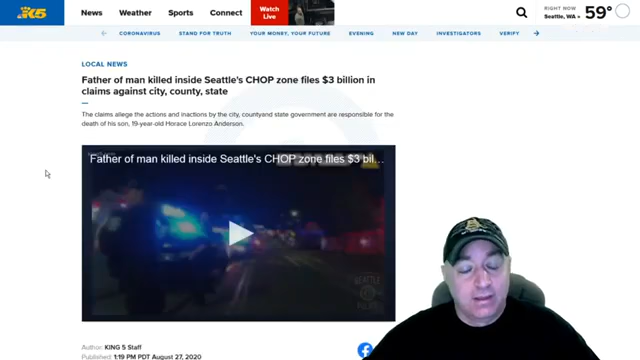 K5
News
Weather
Sports
Connect
Watch
Live
RIGHT NOW
Seattle, WA
59°
CORONAVIRUS
STAND FOR TRUTH
YOUR MONEY, YOUR FUTURE
EVENING
NEW DAY
INVESTIGATORS
VERIFY
LOCAL NEWS
Father of man killed inside Seattle's CHOP zone files $3 billion in
claims against city, county, state
The claims allege the actions and inactions by the city, countyend state government are responsible for the
death of his son, 19-year-old Horace Lorenzo Anderson.
Father of man killed inside Seattle's CHOP zone files $3 bil...
SEATTLE
POLICE
Author: KING 5 Staff
Published: 1:19 PM PDT August 27, 2020